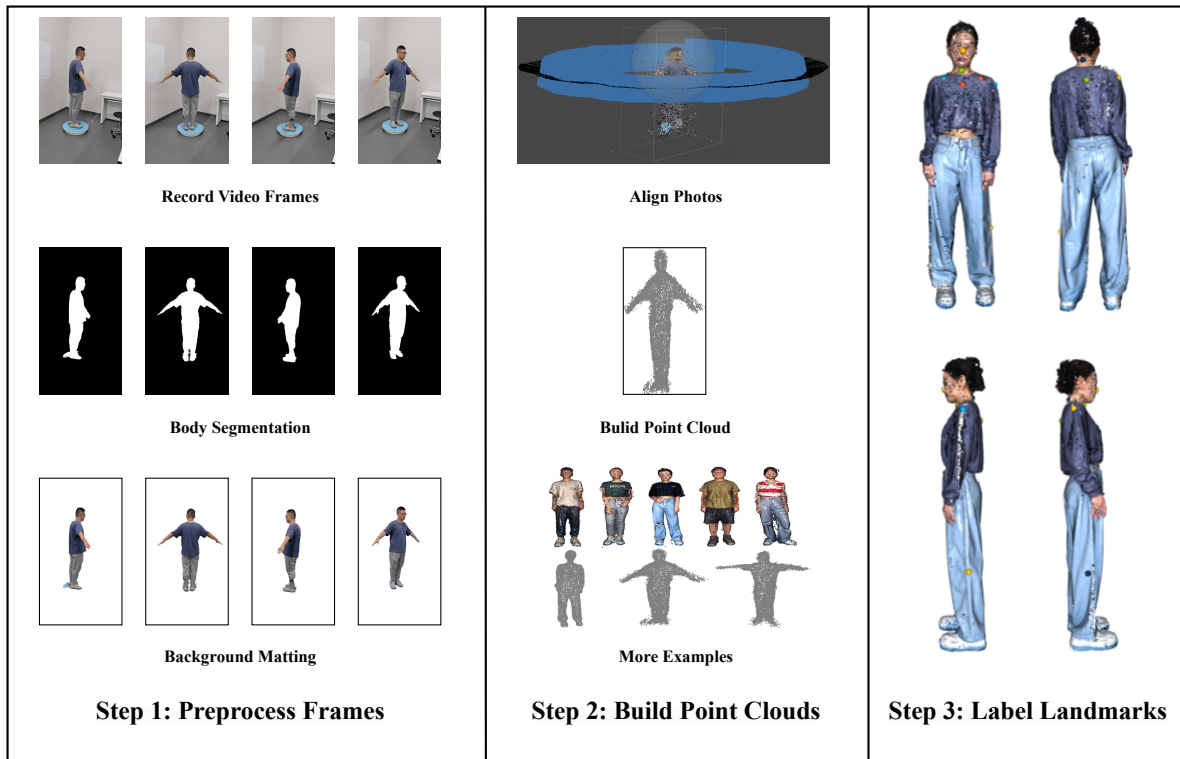 Record Video Frames
Body Segmentation
Background Matting
Step 1: Preprocess Frames
Align Photos
Bulid Point Cloud
More Examples
Step 2: Build Point Clouds
Step 3: Label Landmarks